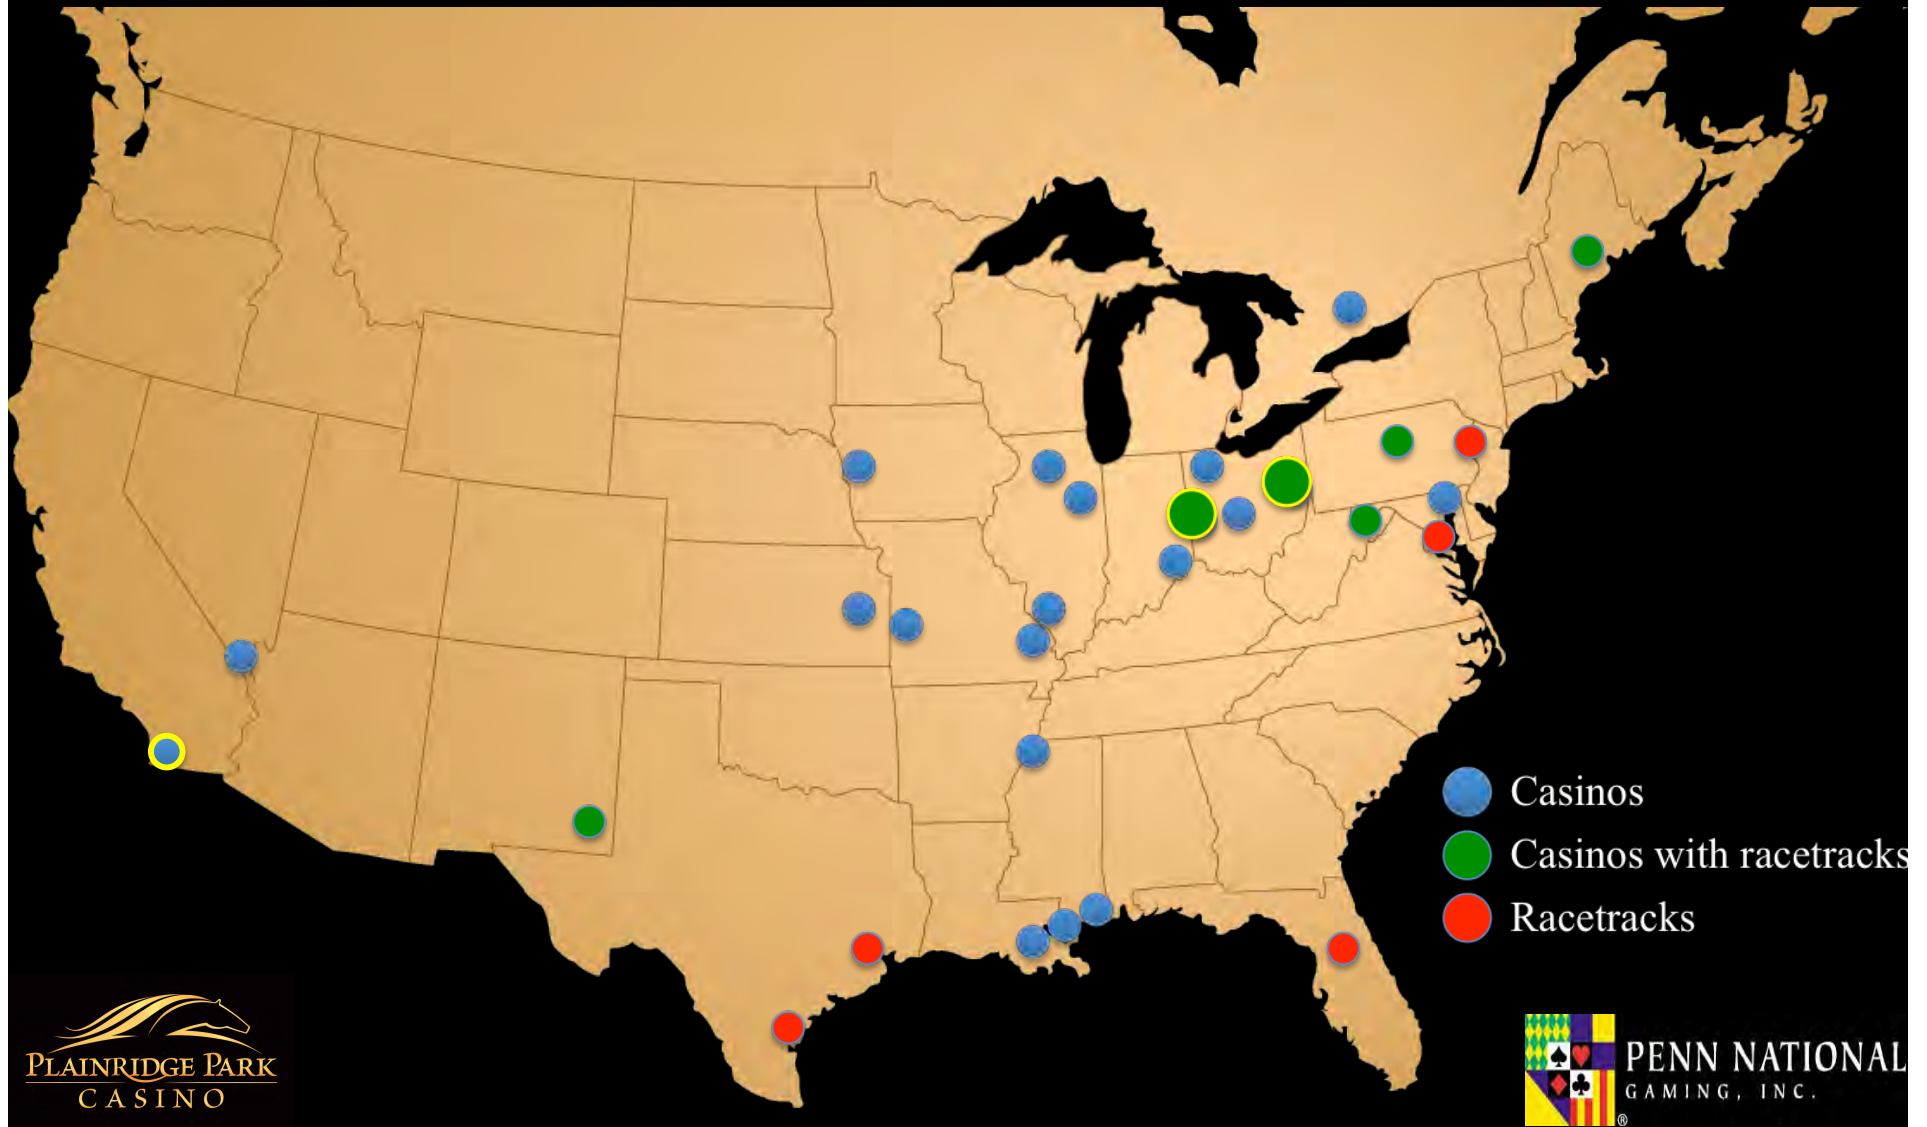 Casinos
Casinos with racetracks
Racetracks
PLAINRIDGE PARK
CASINO
PENN NATIONAL
GAMING, INC.
®